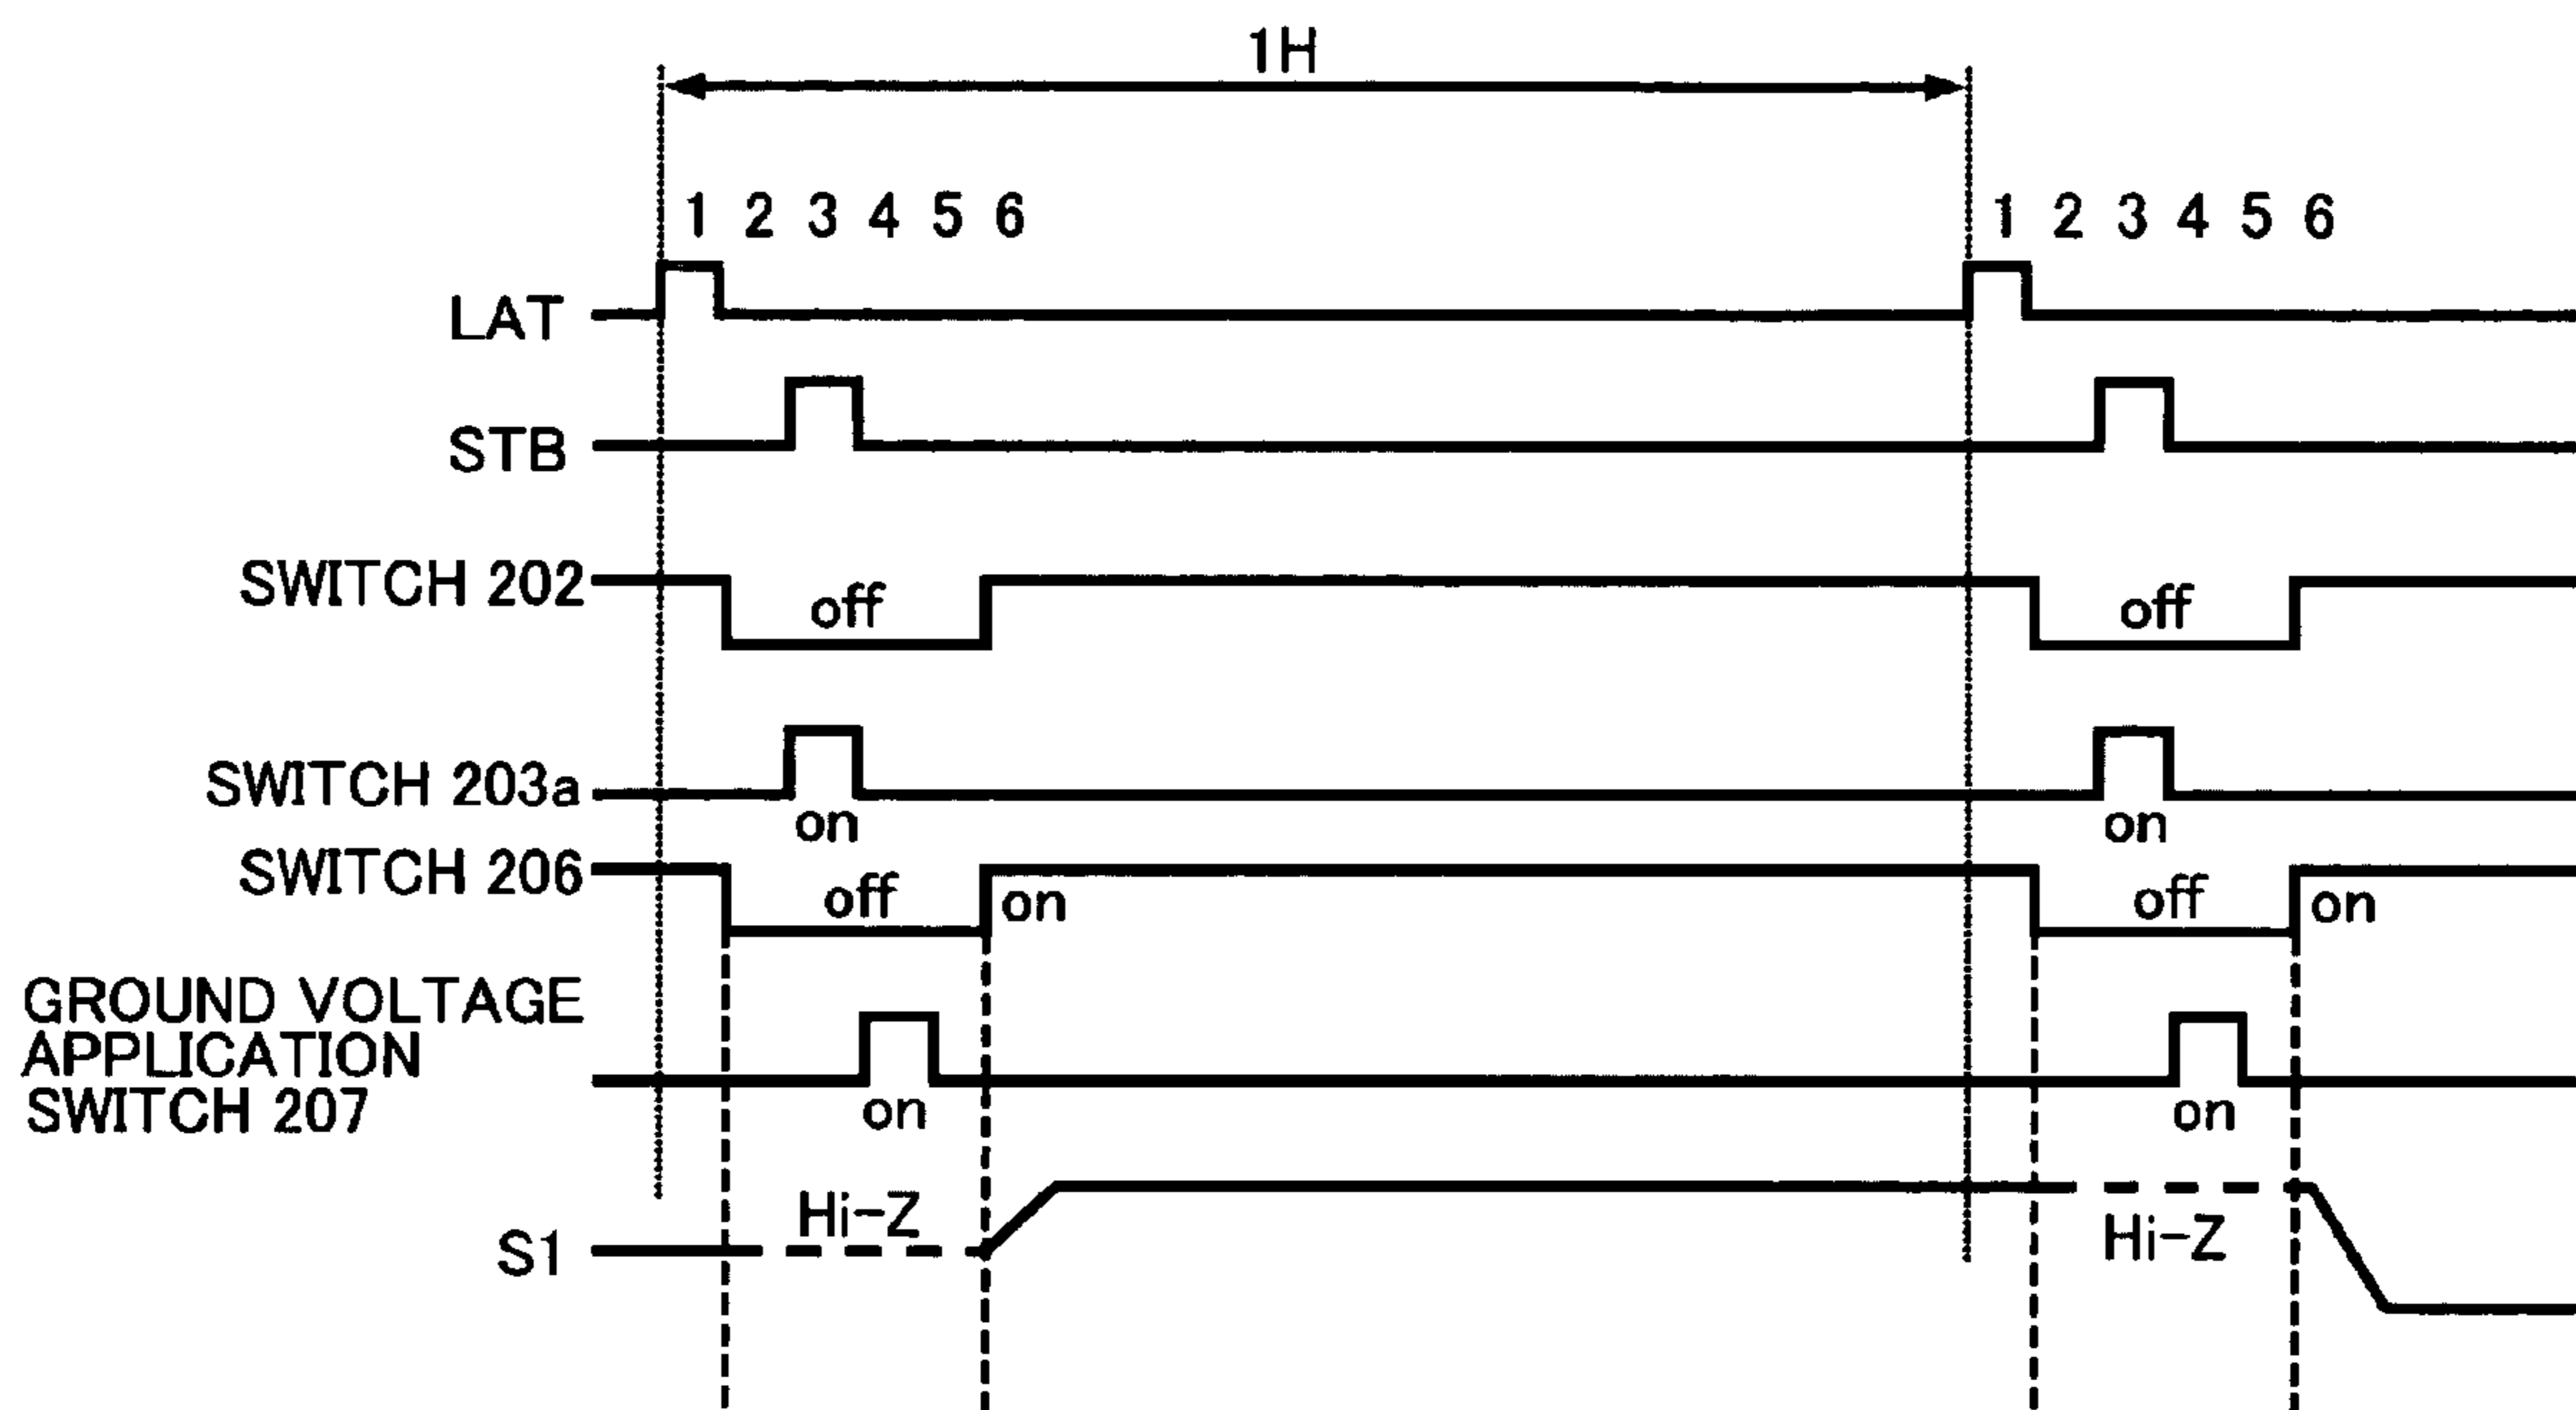 1H
1 2 3 4 5 6
1 2 3 4 5 6
LAT
STB
SWITCH 202
off
off
SWITCH 203a
on
on
SWITCH 206
off
on
off
on
GROUND VOLTAGE
APPLICATION
SWITCH 207
on
on
S1
Hi-Z
Hi-Z